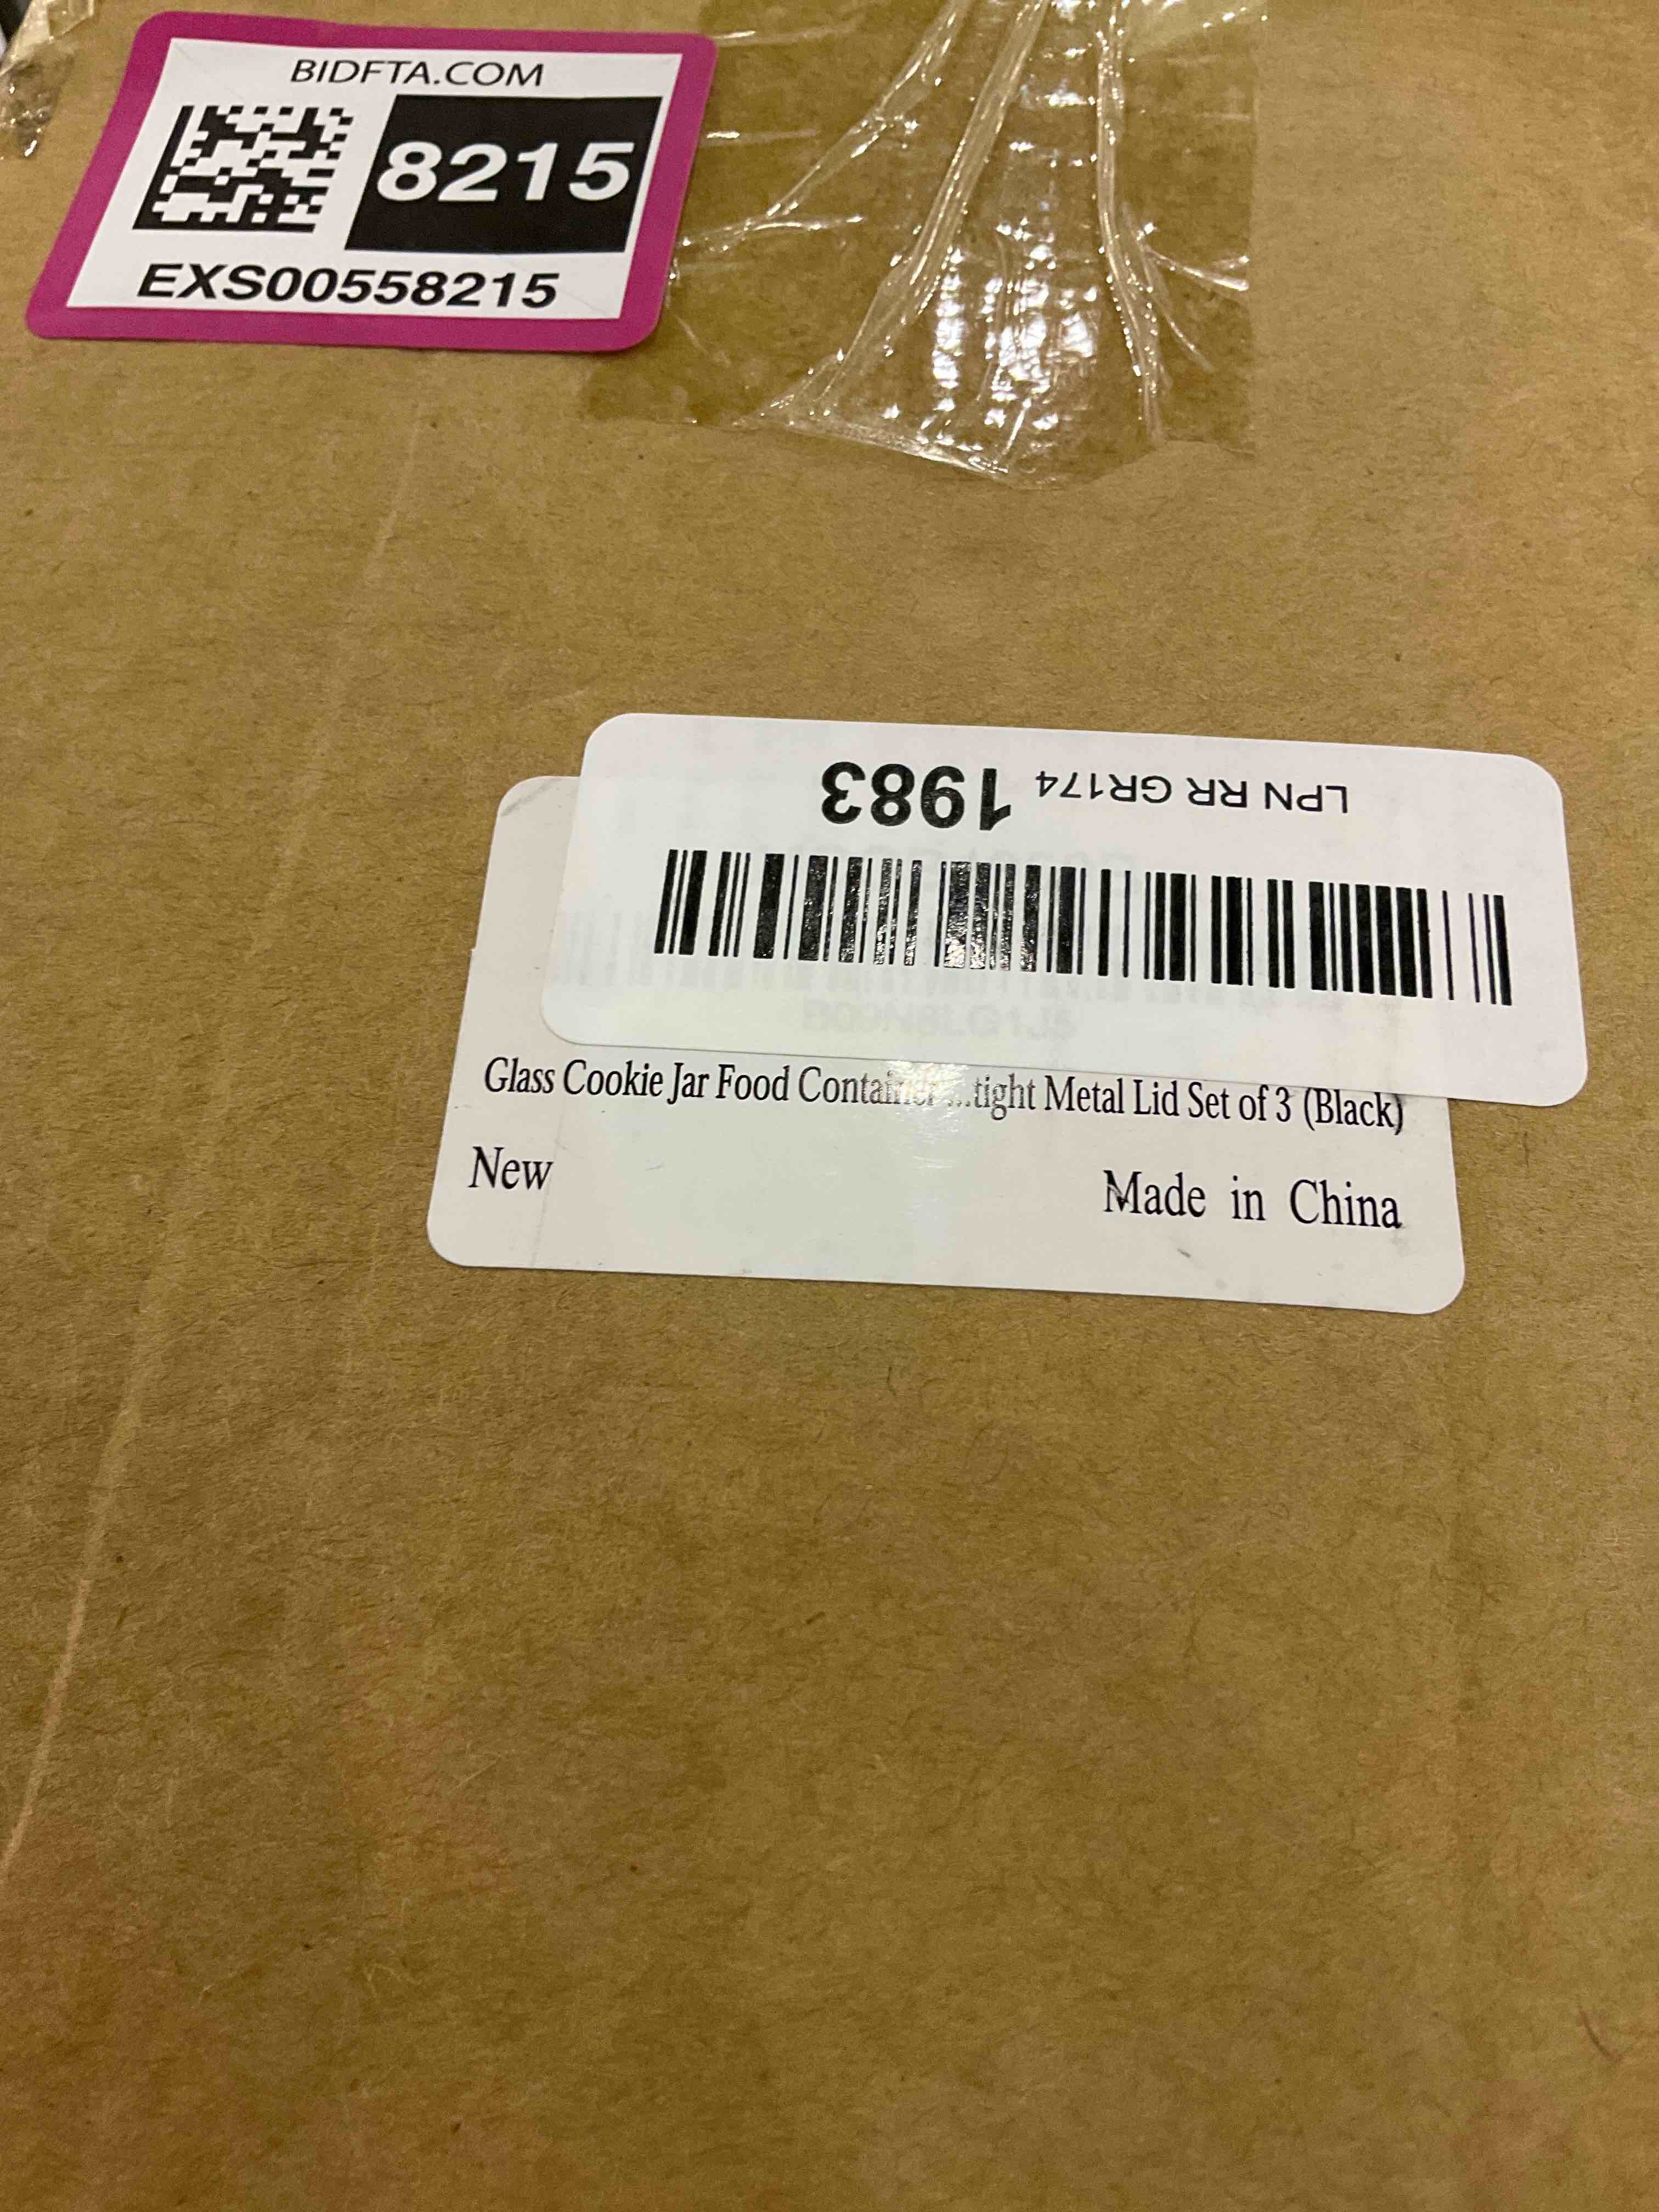 BIDFTA.COM
8215
EXS00558215
LPN RR GR174 1983
Glass Cookie Jar Food Container ...tight Metal Lid Set of 3 (Black)
New
Made in China